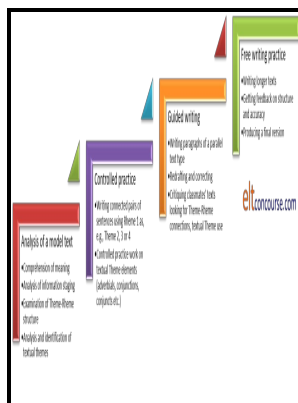 Analysis of a model text
•Comprehension of meaning
•Analysis of information staging
•Examination of Theme-Rheme
structure
•Analysis and identification of
textual themes
Controlled practice
•Writing connected pairs of
sentences using Rheme 1 as,
e.g., Theme 2, 3 or 4
•Controlled practice work on
textual Theme elements
(adverbials, conjunctions,
conjuncts etc.)
Guided writing
•Writing paragraphs of a parallel
text type
•Redrafting and correcting
•Critiquing classmates' texts
looking for Theme-Rheme
connections, textual Theme use
Free writing practice
•Writing longer texts
•Getting feedback on structure
and accuracy
•Producing a final version
eltconcourse.com